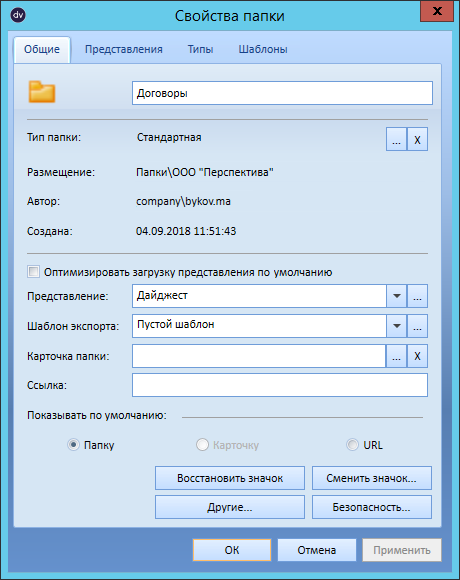 dv Свойства папки X
Общие Представления Типы Шаблоны
Договоры
Тип папки: Стандартная ... X
Размещение: Папки\ООО "Перспектива"
Автор: company\bykov.ma
Создана: 04.09.2018 11:51:43
Оптимизировать загрузку представления по умолчанию
Представление: Дайджест ...
Шаблон экспорта: Пустой шаблон ...
Карточка папки: ... X
Ссылка:
Показывать по умолчанию:
Папку Карточку URL
Восстановить значок Сменить значок...
Другие... Безопасность...
ОК Отмена Применить